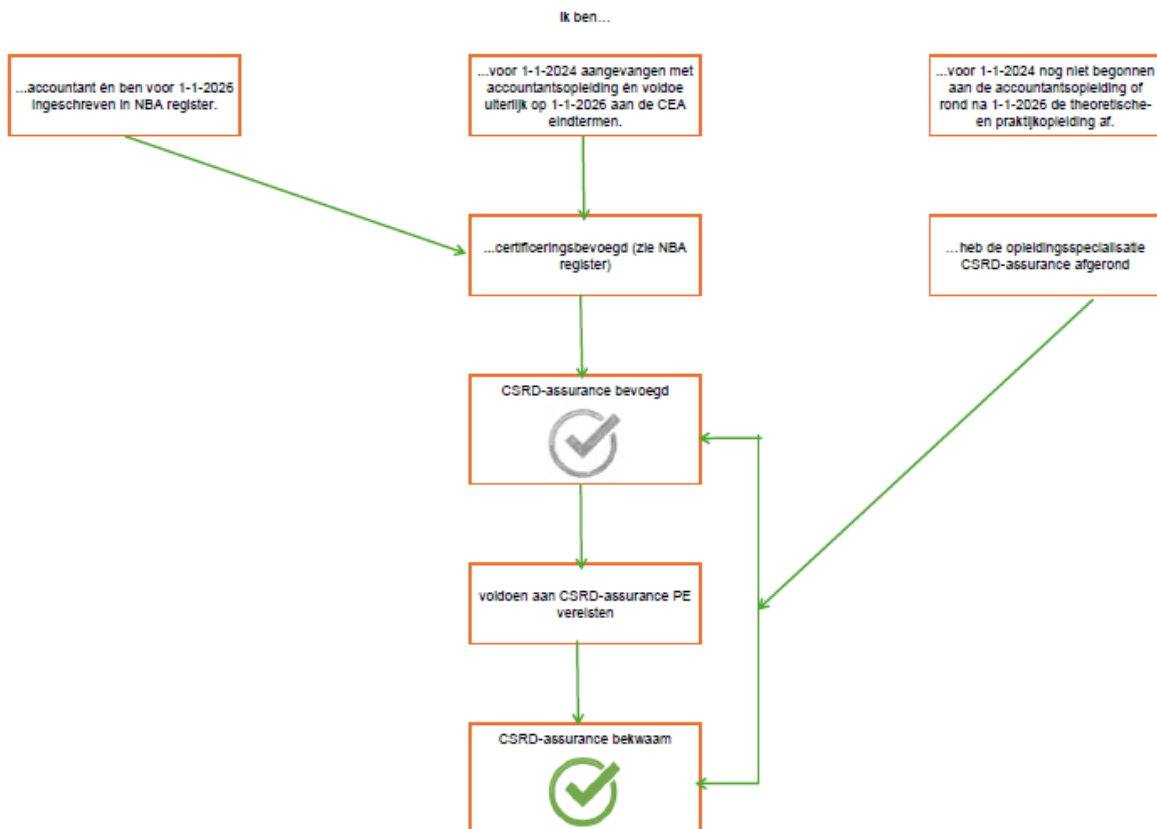 Ik ben...
...accountant én ben voor 1-1-2026
ingeschreven in NBA register.
...voor 1-1-2024 aangevangen met
accountantsopleiding én voldoe
uiterlijk op 1-1-2026 aan de CEA
eindtermen.
...voor 1-1-2024 nog niet begonnen
aan de accountantsopleiding of
rond na 1-1-2026 de theoretische-
en praktijkopleiding af.
...certificeringsbevoegd (zie NBA
register)
...heb de opleidingsspecialisatie
CSRD-assurance afgerond
CSRD-assurance bevoegd
voldoen aan CSRD-assurance PE
vereisten
CSRD-assurance bekwaam